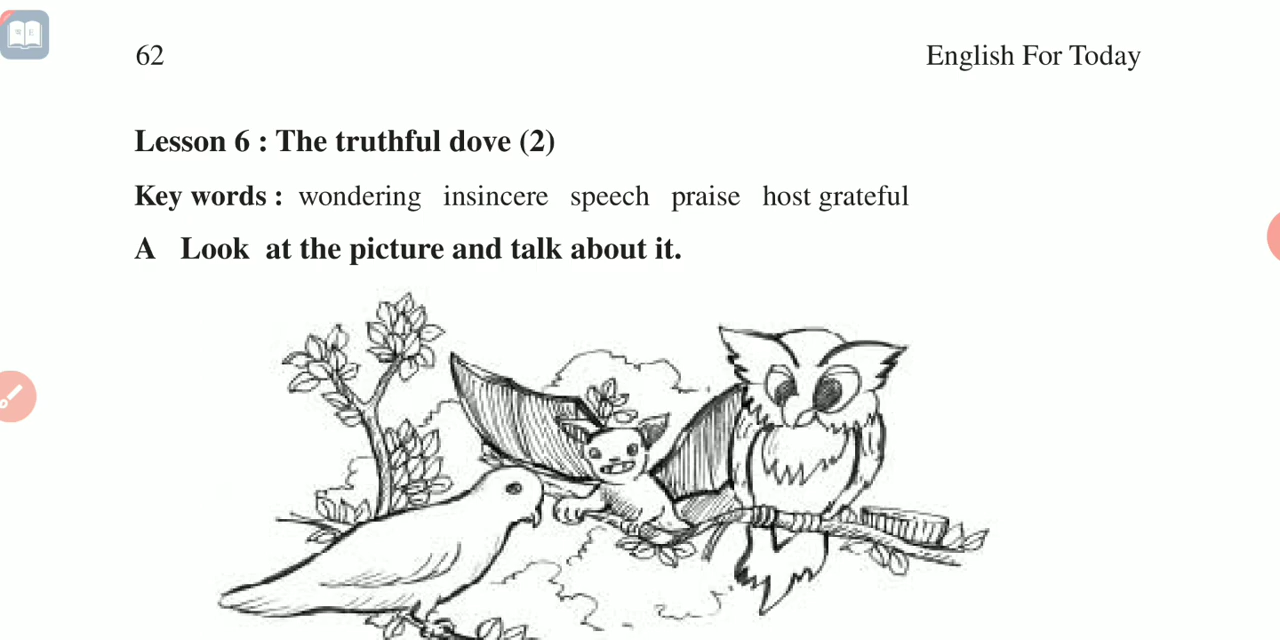 62 English For Today
Lesson 6 : The truthful dove (2)
Key words : wondering insincere speech praise host grateful
A Look at the picture and talk about it.